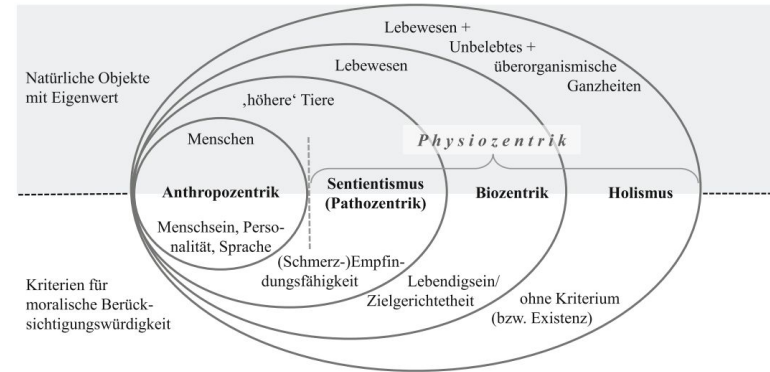 Lebewesen +
Unbelebtes +
überorganismische
Ganzheiten
Lebewesen
Natürliche Objekte
mit Eigenwert
‚höhere‘ Tiere
Menschen
Physiozentrik
Anthropozentrik
Sentientismus
(Pathozentrik)
Biozentrik
Holismus
Menschsein, Perso-
nalität, Sprache
(Schmerz-)Empfin-
dungsfähigkeit
Lebendigsein/
Zielgerichtetheit
ohne Kriterium
(bzw. Existenz)
Kriterien für
moralische Berück-
sichtigungswürdigkeit